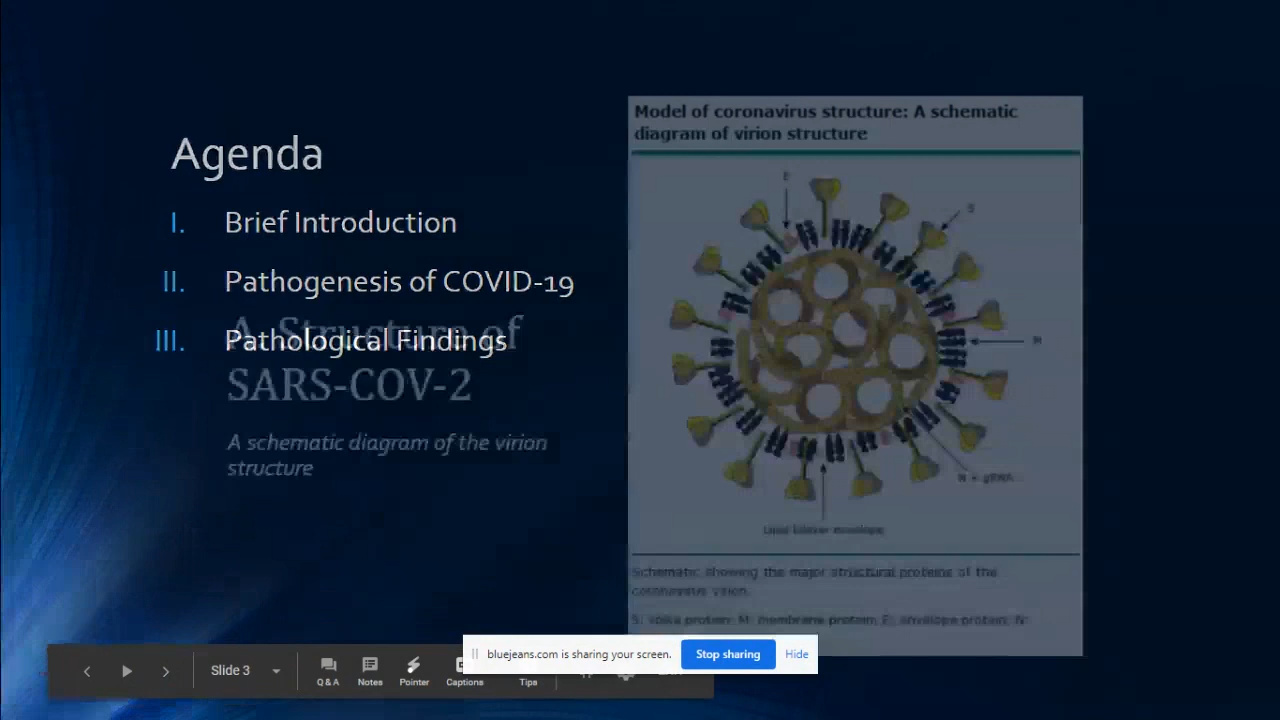 Agenda
I. Brief Introduction
II. Pathogenesis of COVID-19
III. Pathological Findings
A. Structure of
SARS-COV-2
A schematic diagram of the virion
structure
Model of coronavirus structure: A schematic
diagram of virion structure
E
S
M
N + gRNA
Lipid bilayer envelope
Schematic showing the major structural proteins of the
coronavirus virion.
S: spike protein; M: membrane protein; E: envelope protein; N:
bluejeans.com is sharing your screen. Stop sharing Hide
Slide 3
Q & A Notes Pointer Captions Tips